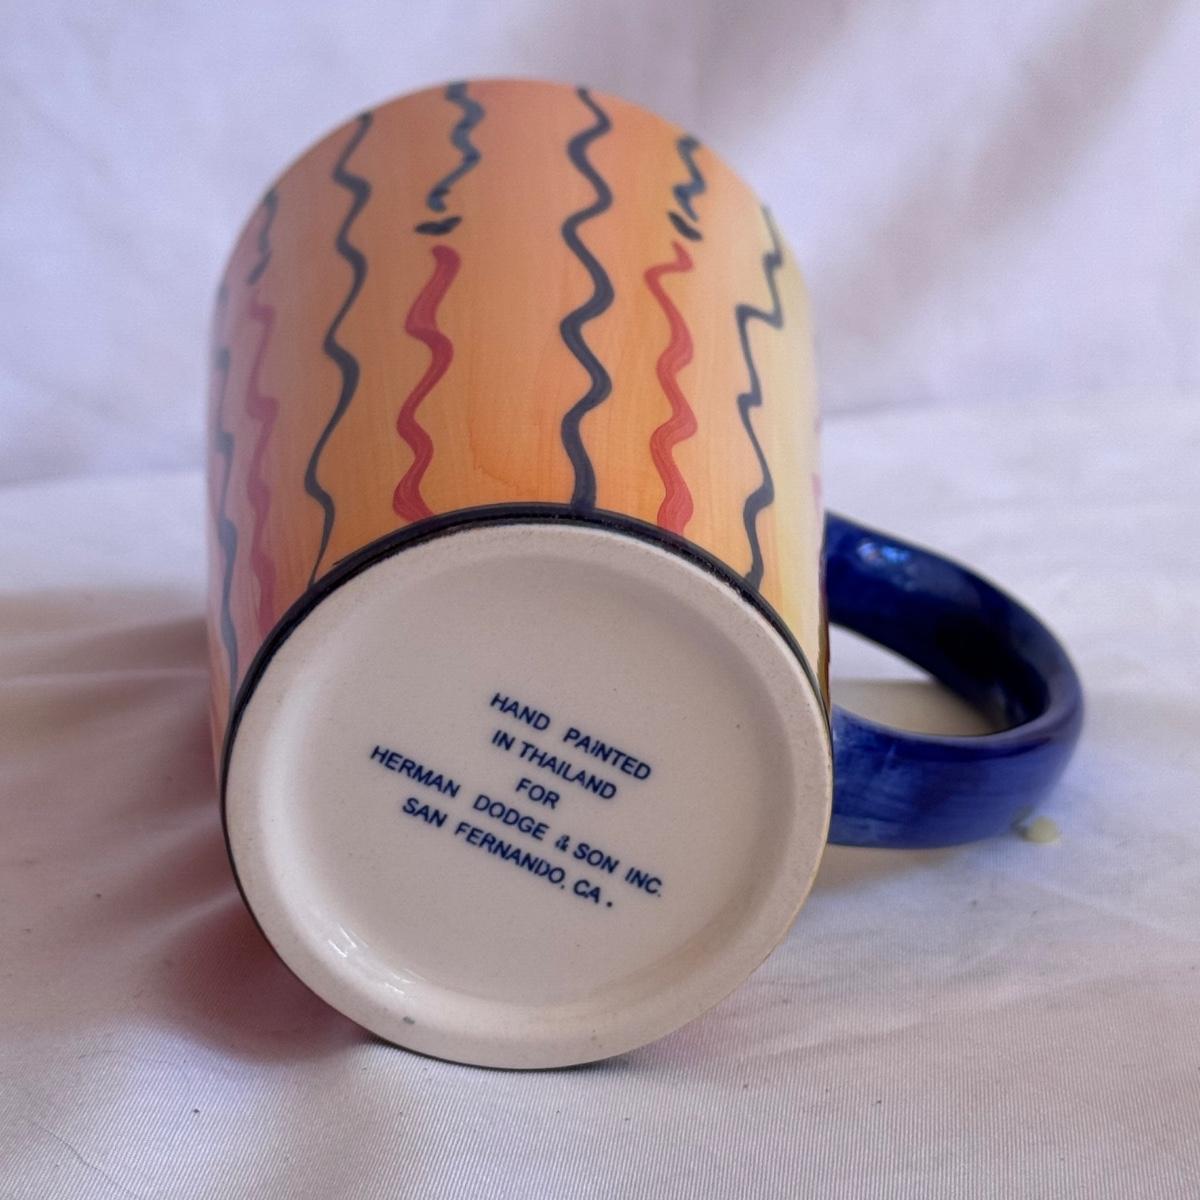 HAND PAINTED
IN THAILAND
FOR
HERMAN DODGE & SON INC.
SAN FERNANDO, CA.